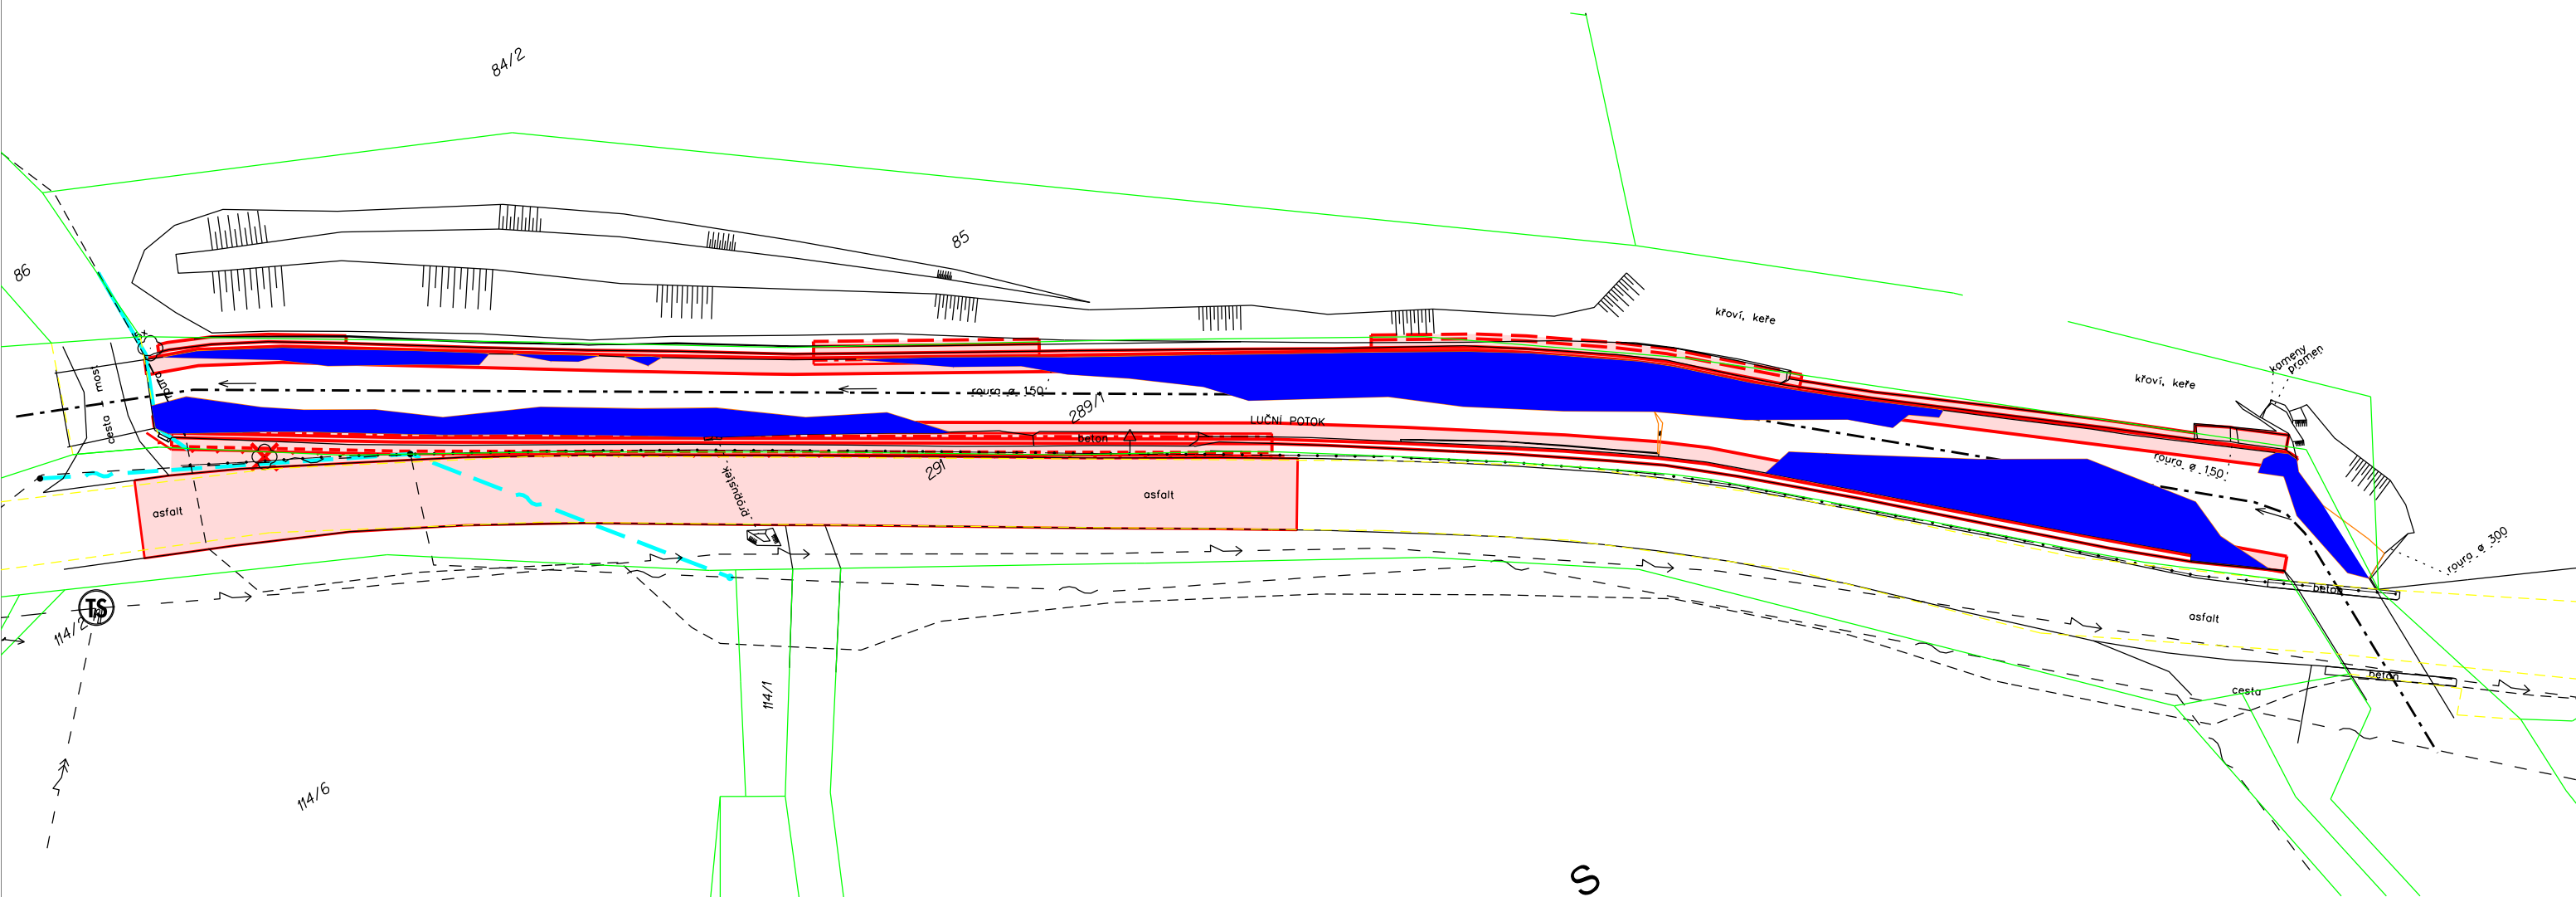 84/2
85
86
křoví, keře
křoví, keře
kameny
pramen
5x
most
cesta
roura
roura ø 150
289/1
LUČNÍ POTOK
beton
roura ø 150
291
propustek
asfalt
asfalt
roura ø 300
beton
asfalt
TS
114/2
114/1
cesta
beton
114/6
S